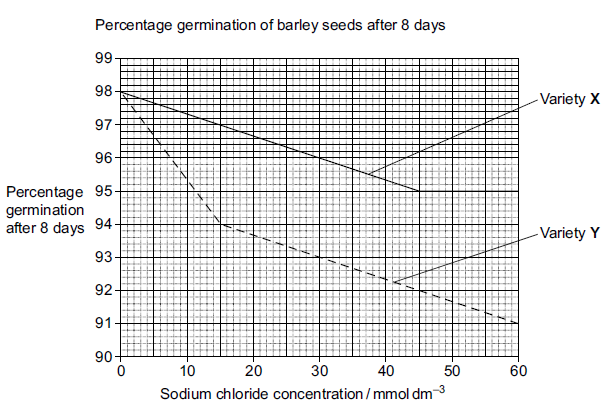 Percentage germination of barley seeds after 8 days
99
98
97
96
95
94
93
92
91
90
Percentage
germination
after 8 days
Variety X
Variety Y
0 10 20 30 40 50 60
Sodium chloride concentration / mmol dm⁻³